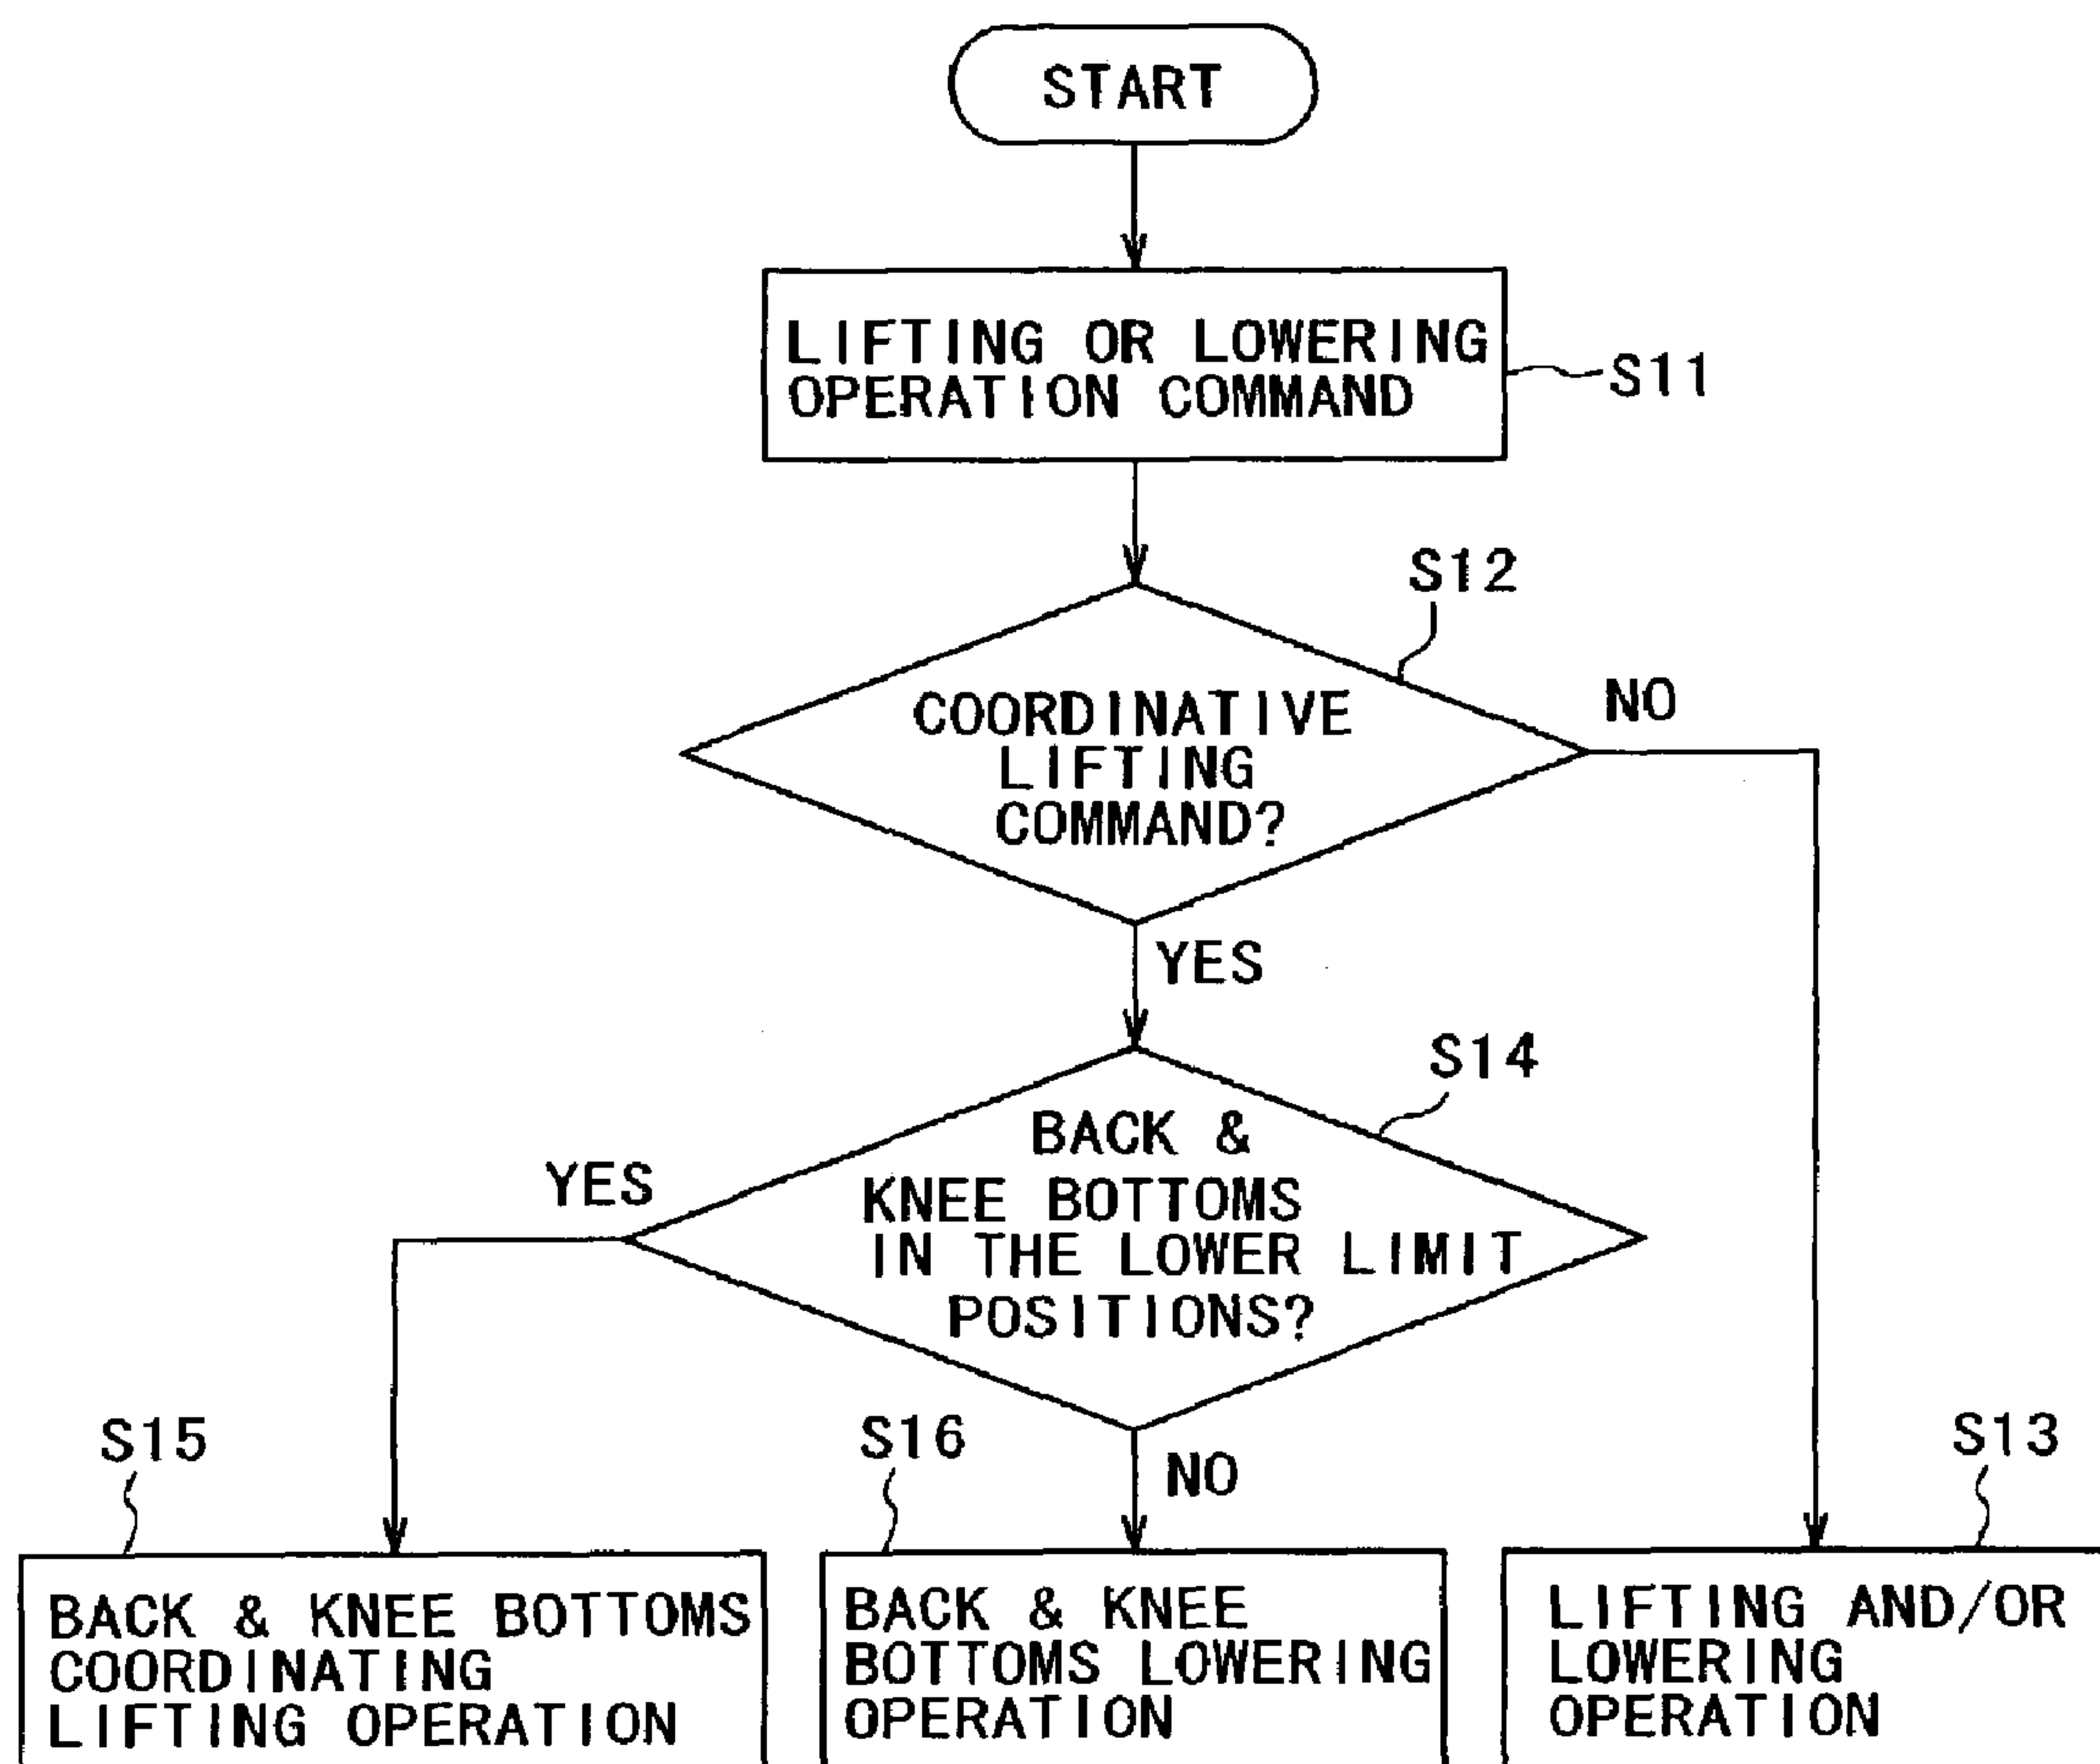 START
LIFTING OR LOWERING
OPERATION COMMAND
S11
S12
COORDINATIVE
LIFTING
COMMAND?
NO
YES
S14
BACK &
KNEE BOTTOMS
IN THE LOWER LIMIT
POSITIONS?
YES
NO
S15
BACK & KNEE BOTTOMS
COORDINATING
LIFTING OPERATION
S16
BACK & KNEE
BOTTOMS LOWERING
OPERATION
S13
LIFTING AND/OR
LOWERING
OPERATION